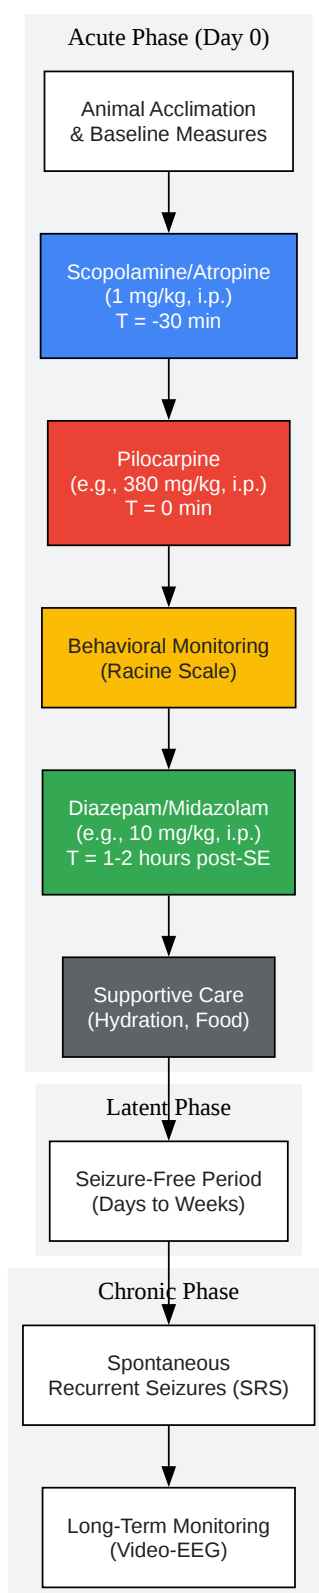 Acute Phase (Day 0)
Animal Acclimation
& Baseline Measures
Scopolamine/Atropine
(1 mg/kg, i.p.)
T = -30 min
Pilocarpine
(e.g., 380 mg/kg, i.p.)
T = 0 min
Behavioral Monitoring
(Racine Scale)
Diazepam/Midazolam
(e.g., 10 mg/kg, i.p.)
T = 1-2 hours post-SE
Supportive Care
(Hydration, Food)
Latent Phase
Seizure-Free Period
(Days to Weeks)
Chronic Phase
Spontaneous
Recurrent Seizures (SRS)
Long-Term Monitoring
(Video-EEG)